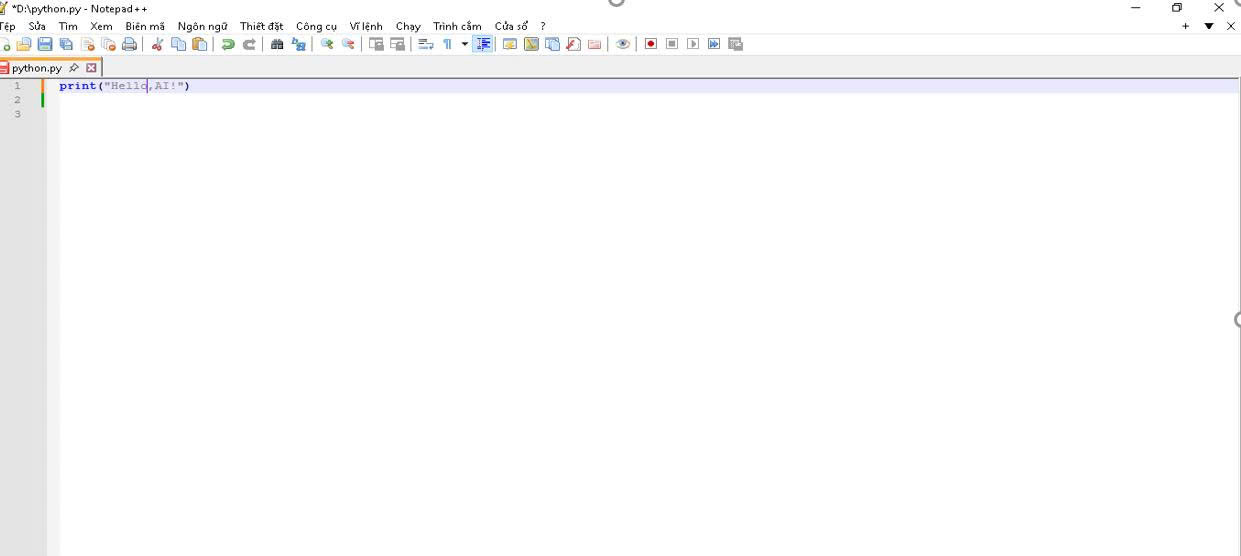 *D:\python.py - Notepad++
Tệp Sửa Tìm Xem Biên mã Ngôn ngữ Thiết đặt Công cụ Vĩ lệnh Chạy Trình cắm Cửa sổ ?
python.py
1 print("Hello,AI!")
2
3